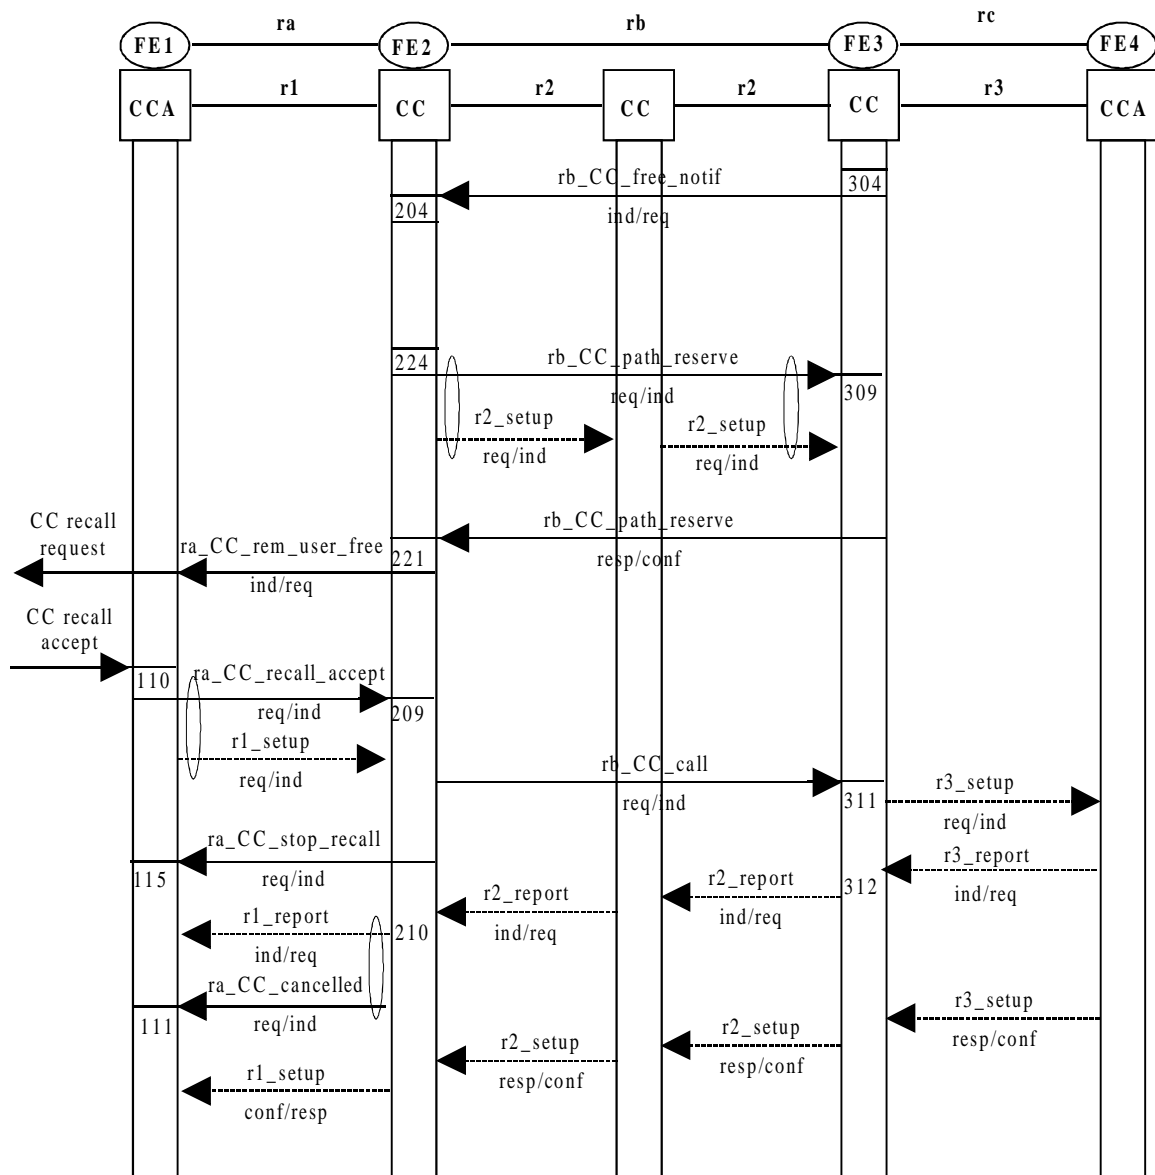 ra
rb
rc
FE1
FE2
FE3
FE4
r1
r2
r2
r3
CCA
CC
CC
CC
CCA
rb_CC_free_notif
304
204
ind/req
224
rb_CC_path_reserve
309
req/ind
r2_setup
req/ind
r2_setup
req/ind
CC recall
request
rb_CC_path_reserve
resp/conf
ra_CC_rem_user_free
221
ind/req
CC recall
accept
110
ra_CC_recall_accept
req/ind
209
r1_setup
req/ind
rb_CC_call
req/ind
311
r3_setup
req/ind
ra_CC_stop_recall
115
req/ind
r3_report
ind/req
312
r2_report
ind/req
r2_report
ind/req
r1_report
210
ind/req
ra_CC_cancelled
111
req/ind
r3_setup
resp/conf
r2_setup
resp/conf
r2_setup
resp/conf
r1_setup
conf/resp